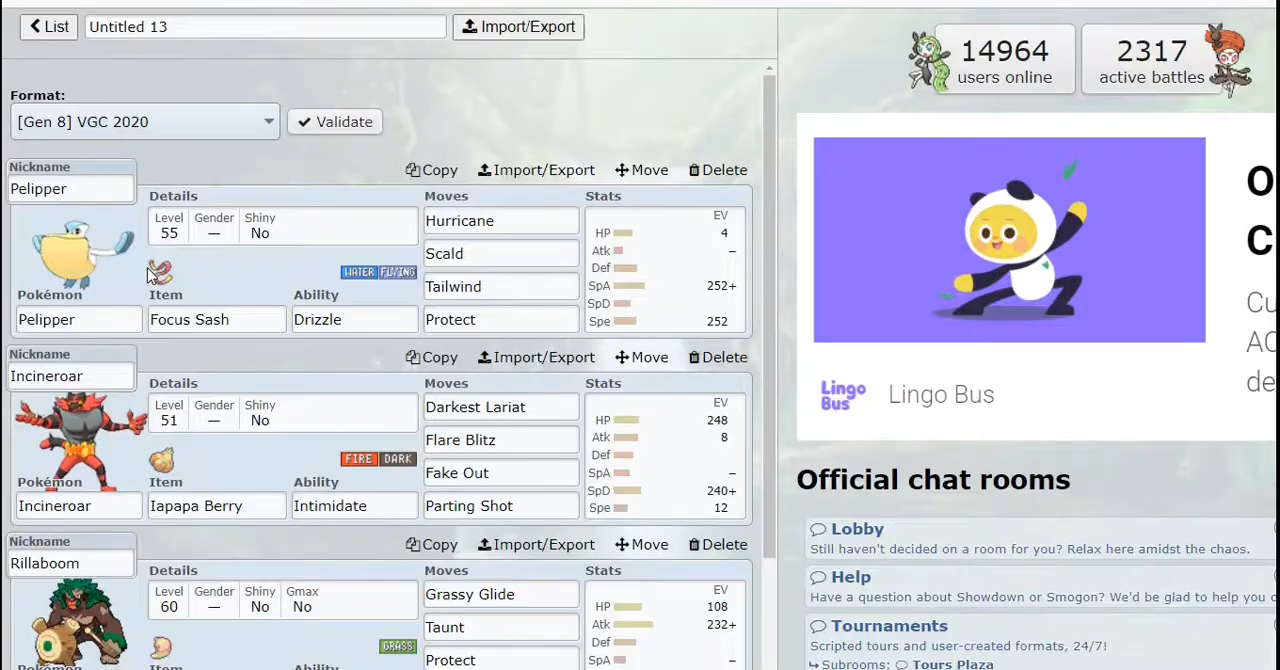 List
Untitled 13
Import/Export
14964
users online
2317
active battles
Format:
[Gen 8] VGC 2020
Validate
Copy Import/Export Move Delete
Nickname
Pelipper
Details
Level Gender Shiny
55 — No
WATER FLYING
Pokémon Item Ability
Pelipper Focus Sash Drizzle
Moves
Hurricane
Scald
Tailwind
Protect
Stats
EV
HP 4
Atk –
Def
SpA 252+
SpD
Spe 252
Copy Import/Export Move Delete
Nickname
Incineroar
Details
Level Gender Shiny
51 — No
FIRE DARK
Pokémon Item Ability
Incineroar Iapapa Berry Intimidate
Moves
Darkest Lariat
Flare Blitz
Fake Out
Parting Shot
Stats
EV
HP 248
Atk 8
Def
SpA –
SpD 240+
Spe 12
Copy Import/Export Move Delete
Nickname
Rillaboom
Details
Level Gender Shiny Gmax
60 — No No
GRASS
Pokémon Item Ability
Moves
Grassy Glide
Taunt
Protect
Stats
EV
HP 108
Atk 232+
Def
SpA –
Lingo
Bus
Lingo Bus
O
C
Cu
AC
de
Official chat rooms
Lobby
Still haven't decided on a room for you? Relax here amidst the chaos.
Help
Have a question about Showdown or Smogon? We'd be glad to help you o
Tournaments
Scripted tours and user-created formats, 24/7!
Subrooms: Tours Plaza